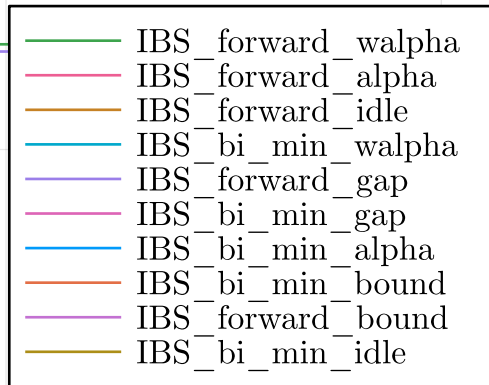 IBS_forward_walpha
IBS_forward_alpha
IBS_forward_idle
IBS_bi_min_walpha
IBS_forward_gap
IBS_bi_min_gap
IBS_bi_min_alpha
IBS_bi_min_bound
IBS_forward_bound
IBS_bi_min_idle